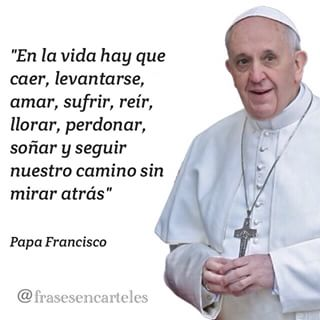 "En la vida hay que
caer, levantarse,
amar, sufrir, reír,
llorar, perdonar,
soñar y seguir
nuestro camino sin
mirar atrás"
Papa Francisco
@frasesencarteles